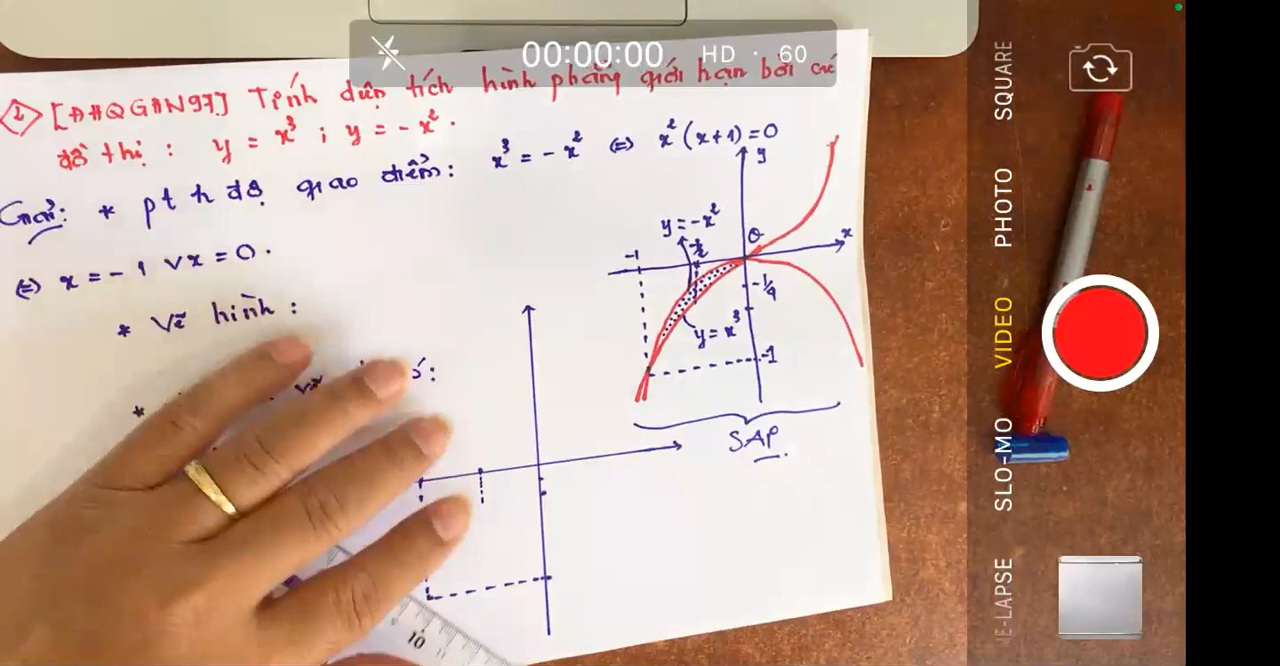 00:00:00 HD · 60
2 [ĐHQGHN97] Tính diện tích hình phẳng giới hạn bởi các
đồ thị : y = x³ ; y = -x².
Giải: * pt h độ giao điểm: x³ = -x² ⇔ x²(x+1) = 0
⇔ x = -1 ∨ x = 0.
* Vẽ hình :
*
y
x
O
y = -x²
-1
-1/2
-1/4
y = x³
-1
SAP.
10
SQUARE
PHOTO
VIDEO
SLO-MO
E-LAPSE